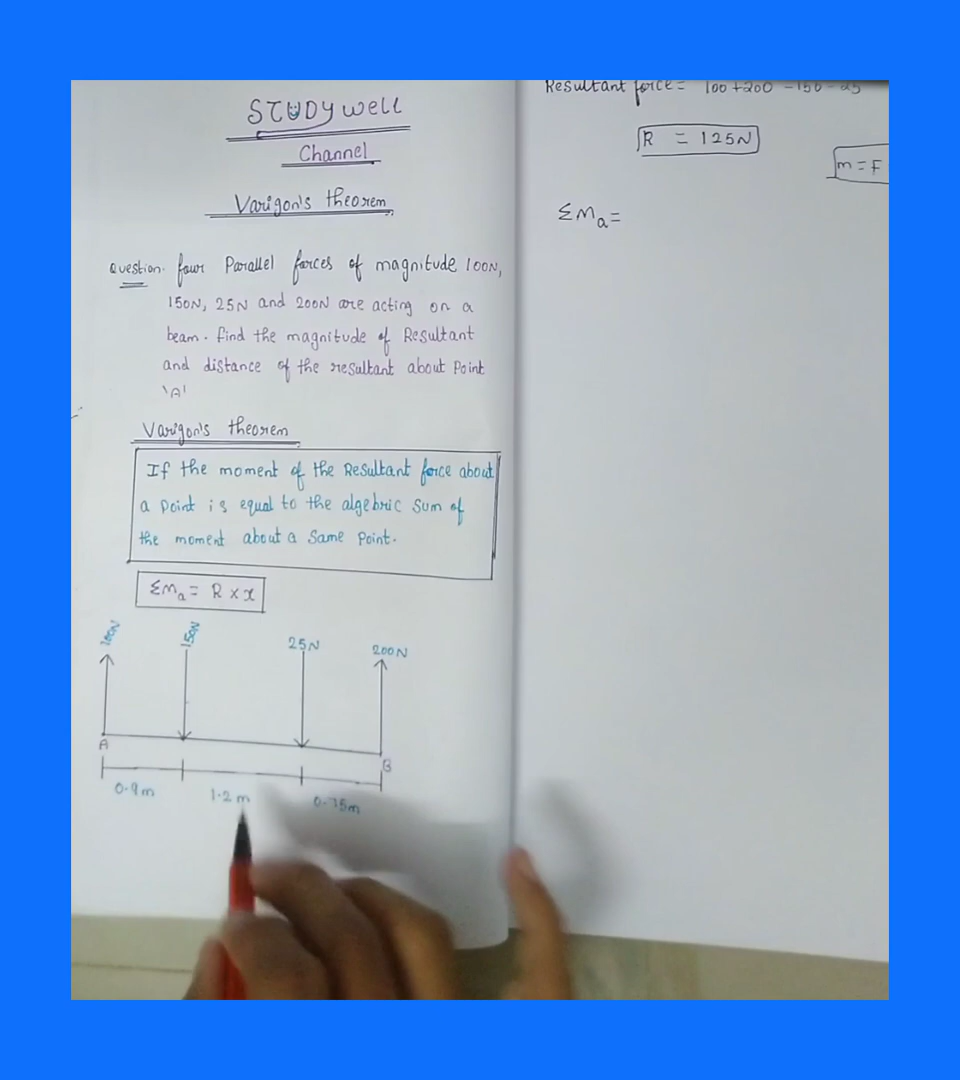 STUDY well
Channel
Varigon's theorem
Question. four Parallel forces of magnitude 100N,
150N, 25N and 200N are acting on a
beam. find the magnitude of Resultant
and distance of the resultant about Point
'A'
Varigon's theorem
If the moment of the Resultant force about
a point is equal to the algebric sum of
the moment about a Same Point.
Σma = R × x
100N
150N
25N
200N
A
B
0.9m
1.2 m
0.75m
Resultant force = 100 +200 -150 -25
R = 125N
m = F
ΣMa =